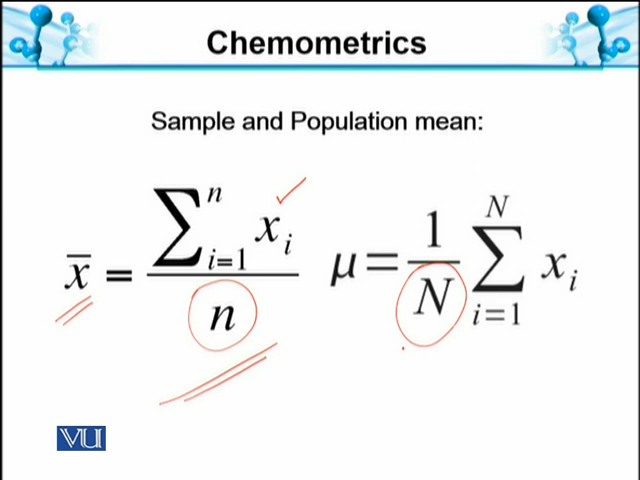 Chemometrics
Sample and Population mean:
x̄ = ∑ⁿᵢ₌₁ xᵢ / n
μ = 1/N ∑ᴺᵢ₌₁ xᵢ
VU